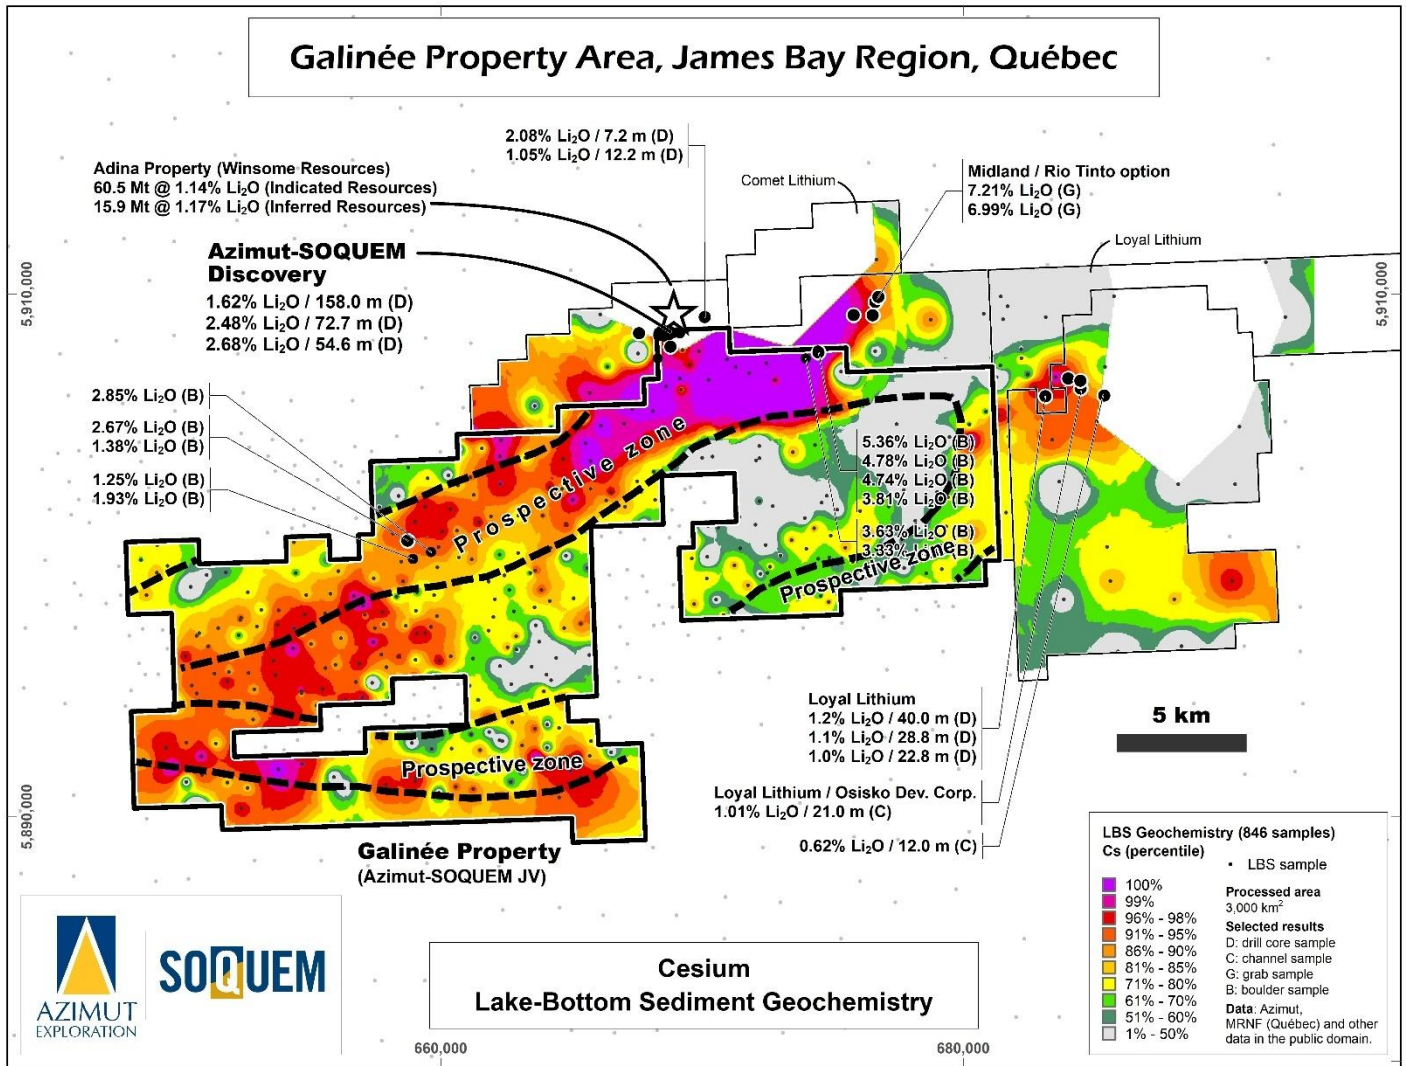 Galinée Property Area, James Bay Region, Québec
2.08% Li₂O / 7.2 m (D)
1.05% Li₂O / 12.2 m (D)
Adina Property (Winsome Resources)
60.5 Mt @ 1.14% Li₂O (Indicated Resources)
15.9 Mt @ 1.17% Li₂O (Inferred Resources)
Comet Lithium
Midland / Rio Tinto option
7.21% Li₂O (G)
6.99% Li₂O (G)
Loyal Lithium
Azimut-SOQUEM
Discovery
1.62% Li₂O / 158.0 m (D)
2.48% Li₂O / 72.7 m (D)
2.68% Li₂O / 54.6 m (D)
5,910,000
5,910,000
2.85% Li₂O (B)
2.67% Li₂O (B)
1.38% Li₂O (B)
1.25% Li₂O (B)
1.93% Li₂O (B)
Prospective zone
5.36% Li₂O (B)
4.78% Li₂O (B)
4.74% Li₂O (B)
3.81% Li₂O (B)
3.63% Li₂O (B)
3.33% (B)
Prospective zone
Prospective zone
Loyal Lithium
1.2% Li₂O / 40.0 m (D)
1.1% Li₂O / 28.8 m (D)
1.0% Li₂O / 22.8 m (D)
5 km
Loyal Lithium / Osisko Dev. Corp.
1.01% Li₂O / 21.0 m (C)
0.62% Li₂O / 12.0 m (C)
5,890,000
Galinée Property
(Azimut-SOQUEM JV)
AZIMUT
EXPLORATION
SOQUEM
Cesium
Lake-Bottom Sediment Geochemistry
LBS Geochemistry (846 samples)
Cs (percentile)
100%
99%
96% - 98%
91% - 95%
86% - 90%
81% - 85%
71% - 80%
61% - 70%
51% - 60%
1% - 50%
LBS sample
Processed area
3,000 km²
Selected results
D: drill core sample
C: channel sample
G: grab sample
B: boulder sample
Data: Azimut,
MRNF (Québec) and other
data in the public domain.
660,000
680,000